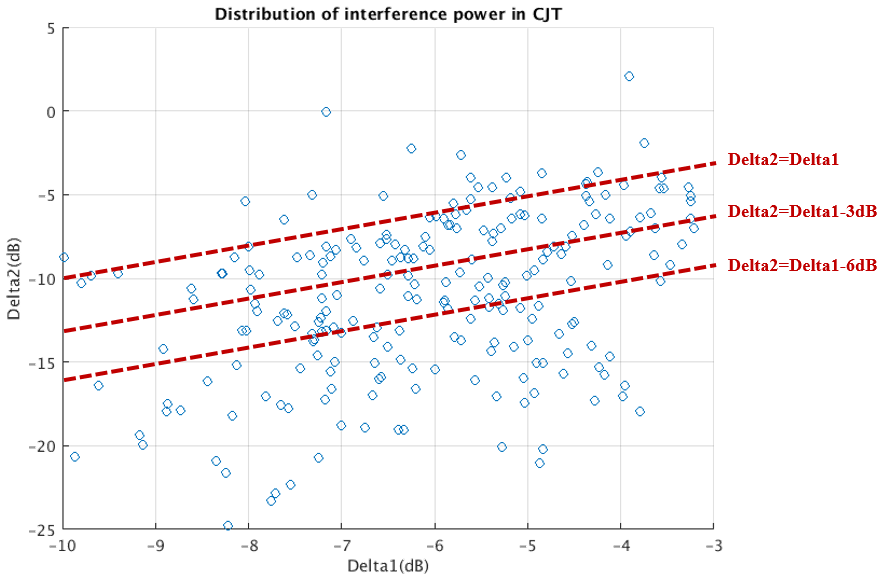 Distribution of interference power in CJT
5
0
−5
−10
−15
−20
−25
Delta2(dB)
−10 −9 −8 −7 −6 −5 −4 −3
Delta1(dB)
Delta2=Delta1
Delta2=Delta1-3dB
Delta2=Delta1-6dB